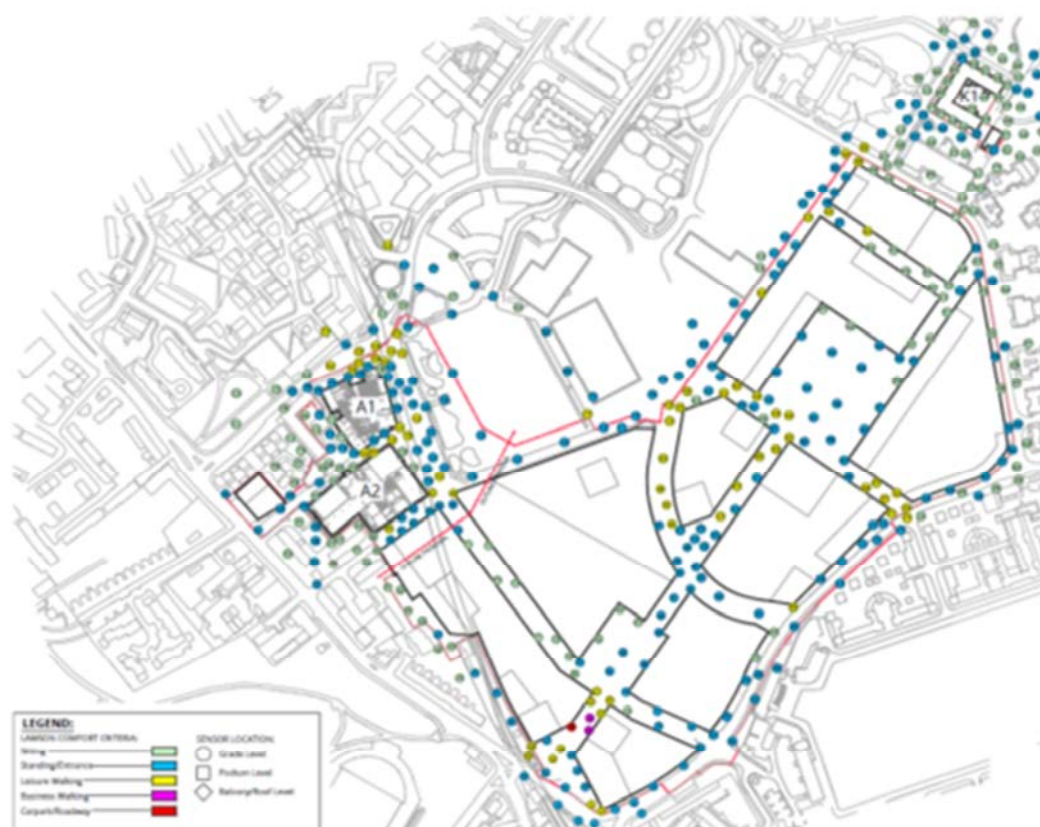 K1
A1
A2
LEGEND:
LAWSON COMFORT CRITERIA:
SENSOR LOCATION:
Sitting
Standing/Entrance
Leisure Walking
Business Walking
Carpark/Roadway
Grade Level
Podium Level
Balcony/Roof Level